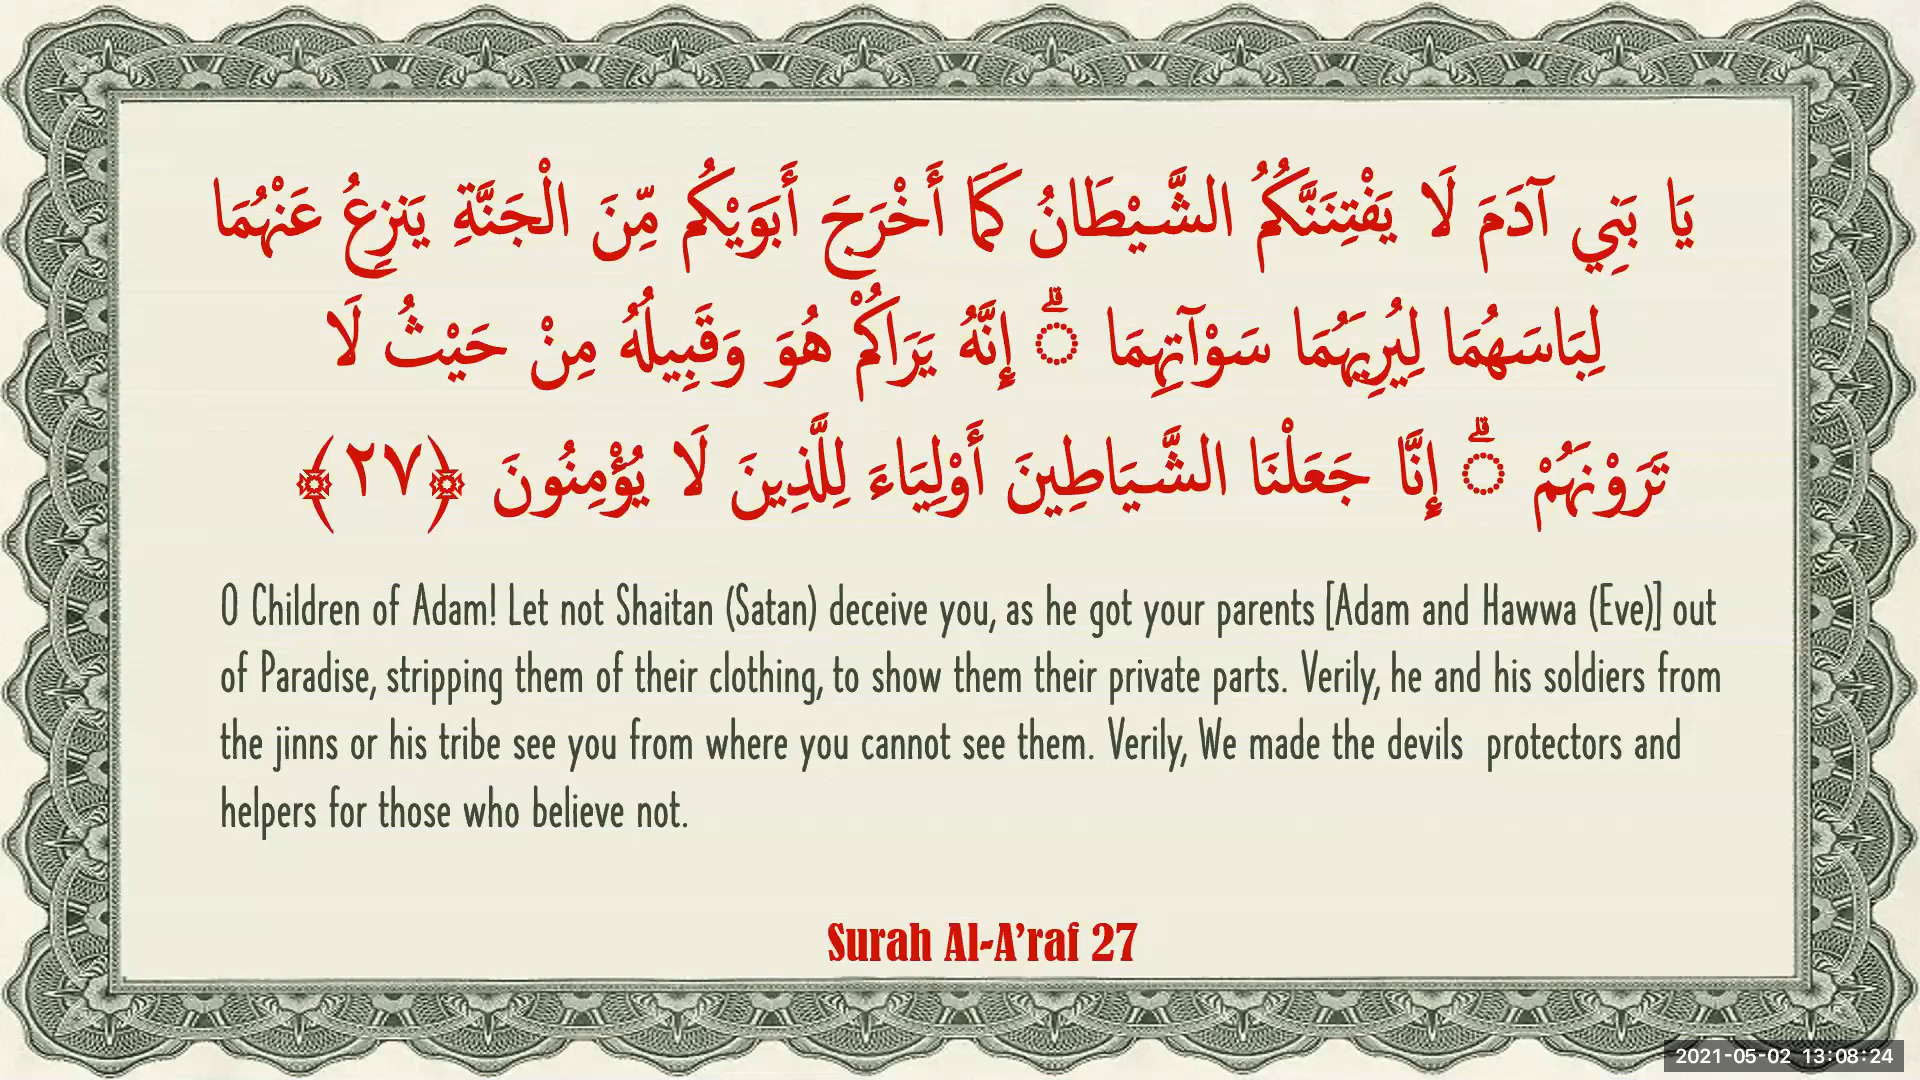 يَا بَنِي آدَمَ لَا يَفْتِنَنَّكُمُ الشَّيْطَانُ كَمَا أَخْرَجَ أَبَوَيْكُم مِّنَ الْجَنَّةِ يَنزِعُ عَنْهُمَا
لِبَاسَهُمَا لِيُرِيَهُمَا سَوْآتِهِمَا ۗ إِنَّهُ يَرَاكُمْ هُوَ وَقَبِيلُهُ مِنْ حَيْثُ لَا
تَرَوْنَهُمْ ۗ إِنَّا جَعَلْنَا الشَّيَاطِينَ أَوْلِيَاءَ لِلَّذِينَ لَا يُؤْمِنُونَ ﴿٢٧﴾
O Children of Adam! Let not Shaitan (Satan) deceive you, as he got your parents [Adam and Hawwa (Eve)] out
of Paradise, stripping them of their clothing, to show them their private parts. Verily, he and his soldiers from
the jinns or his tribe see you from where you cannot see them. Verily, We made the devils protectors and
helpers for those who believe not.
Surah Al-A’raf 27
2021-05-02 13:08:24